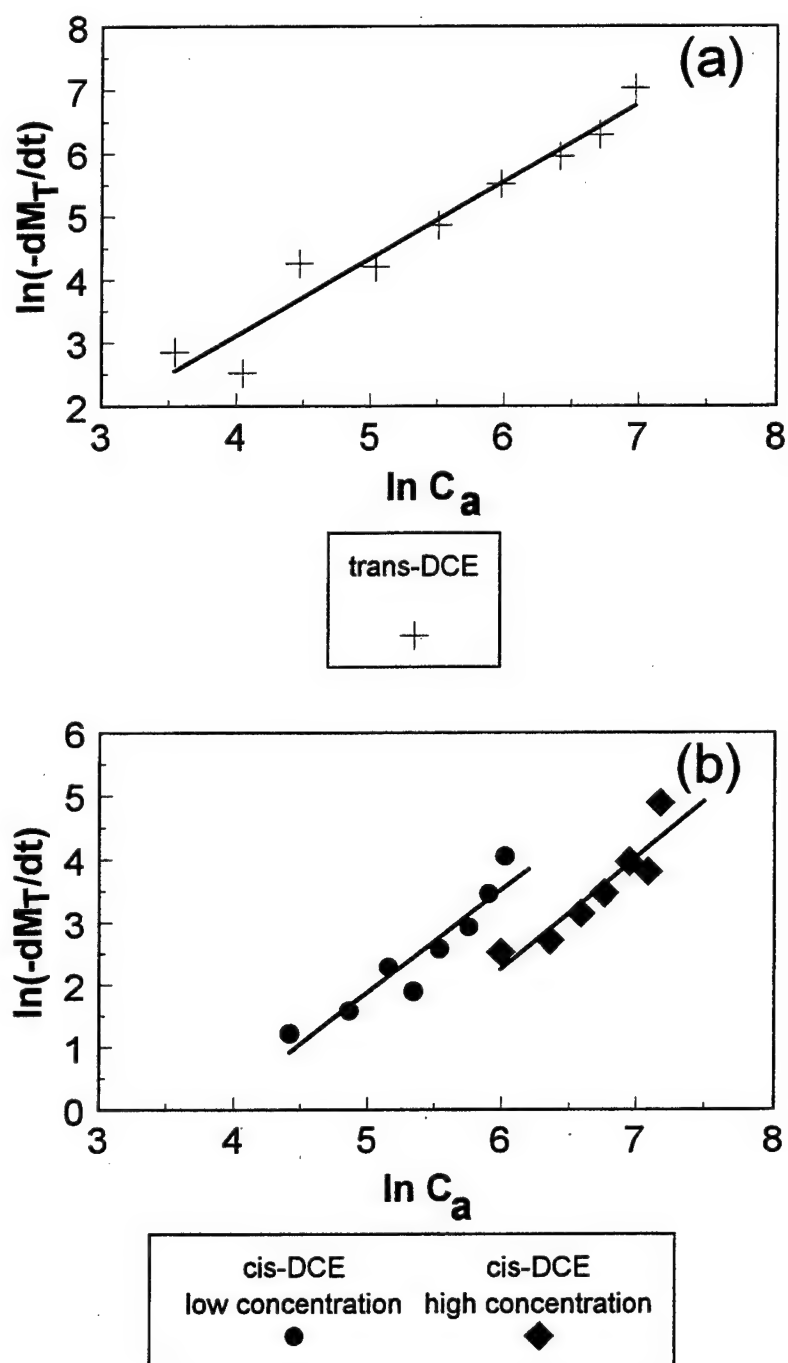 (a)
8
7
6
5
4
3
2
ln(-dM_T/dt)
3 4 5 6 7 8
ln C_a
trans-DCE
(b)
6
5
4
3
2
1
0
ln(-dM_T/dt)
3 4 5 6 7 8
ln C_a
cis-DCE cis-DCE
low concentration high concentration